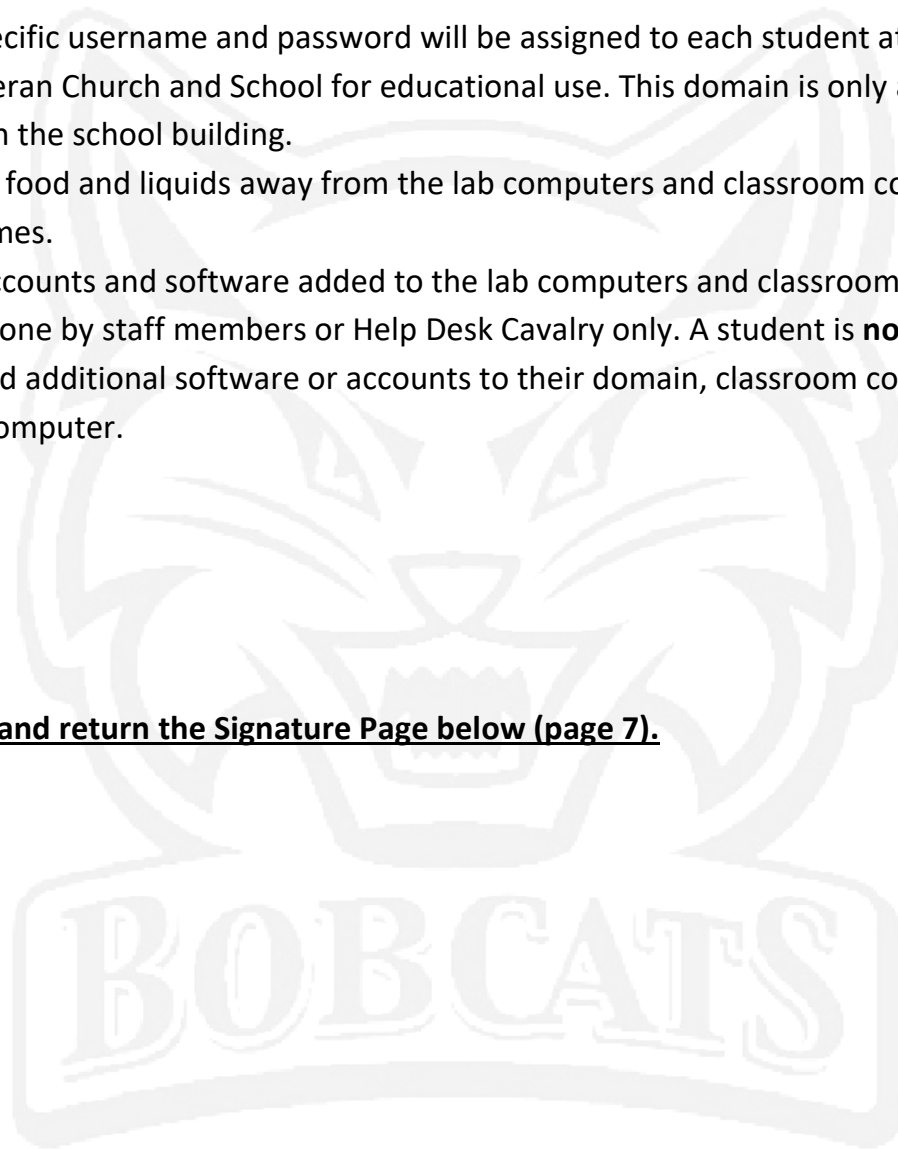 ecific username and password will be assigned to each student at
eran Church and School for educational use. This domain is only a
n the school building.
food and liquids away from the lab computers and classroom co
mes.
ccounts and software added to the lab computers and classroom
one by staff members or Help Desk Cavalry only. A student is no
d additional software or accounts to their domain, classroom co
omputer.
and return the Signature Page below (page 7).
BOBCATS